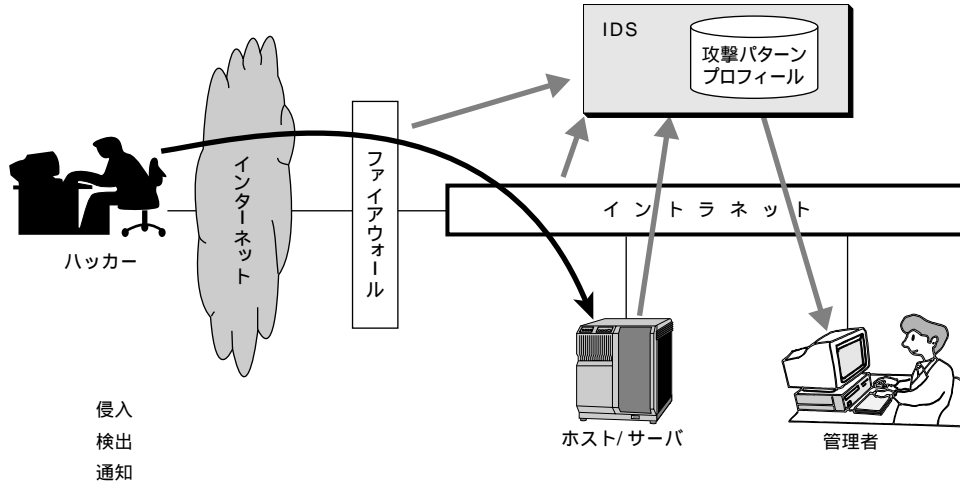 IDS
攻撃パターン
プロフィール
インターネット
ファイアウォール
イントラネット
ハッカー
ホスト/サーバ
管理者
侵入
検出
通知